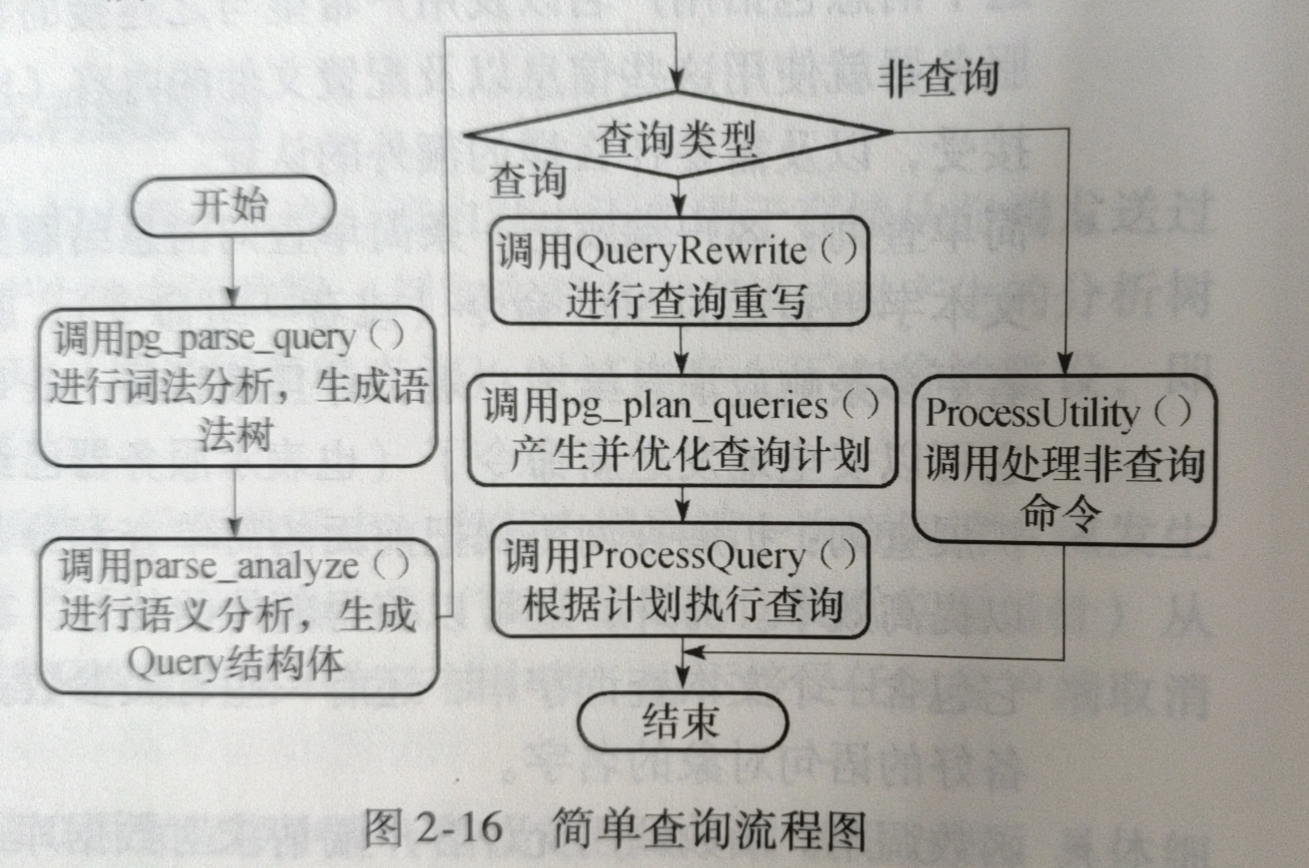 开始
调用pg_parse_query（）
进行词法分析，生成语
法树
调用parse_analyze（）
进行语义分析，生成
Query结构体
查询类型
非查询
查询
调用QueryRewrite（）
进行查询重写
调用pg_plan_queries（）
产生并优化查询计划
调用ProcessQuery（）
根据计划执行查询
ProcessUtility（）
调用处理非查询
命令
结束
图 2-16 简单查询流程图